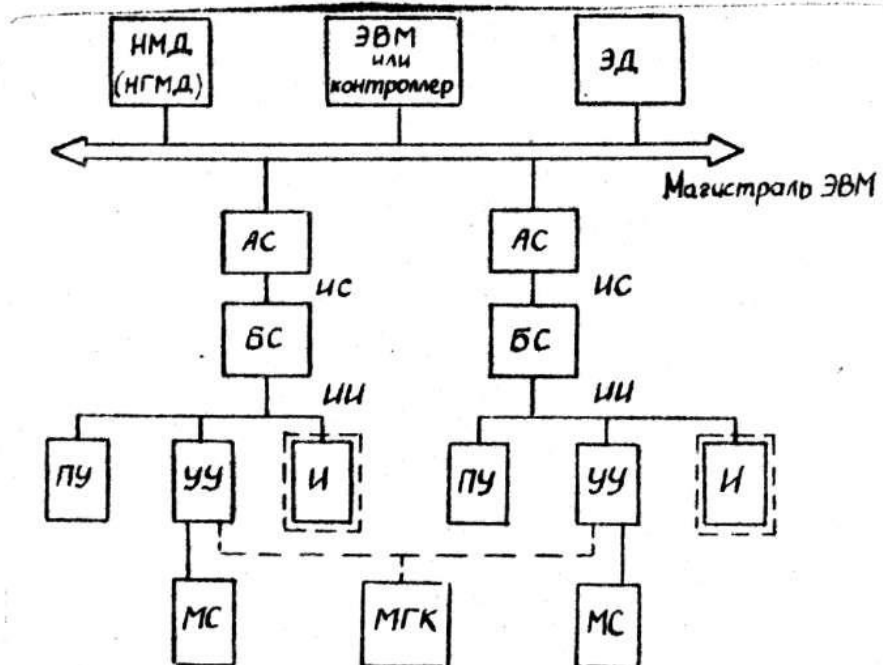 НМД
(НГМД)
ЭВМ
или
контроллер
ЭД
Магистраль ЭВМ
АС
АС
ИС
ИС
БС
БС
ИИ
ИИ
ПУ
УУ
И
ПУ
УУ
И
МС
МГК
МС